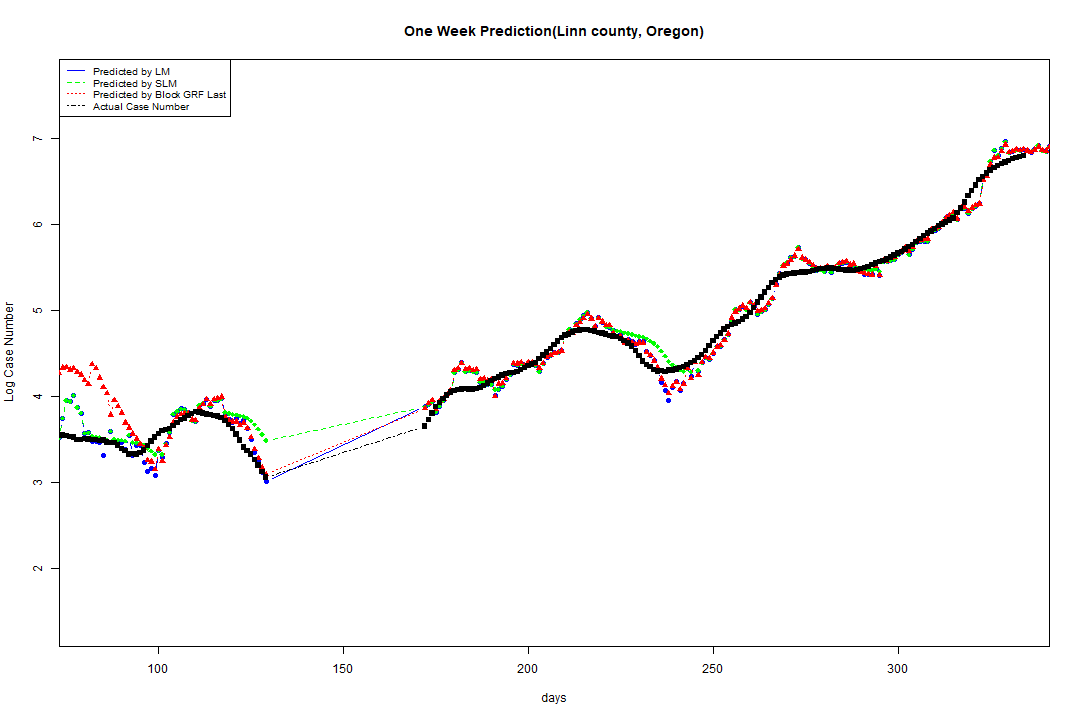 One Week Prediction(Linn county, Oregon)
Predicted by LM
Predicted by SLM
Predicted by Block GRF Last
Actual Case Number
7
6
5
4
3
2
Log Case Number
100
150
200
250
300
days